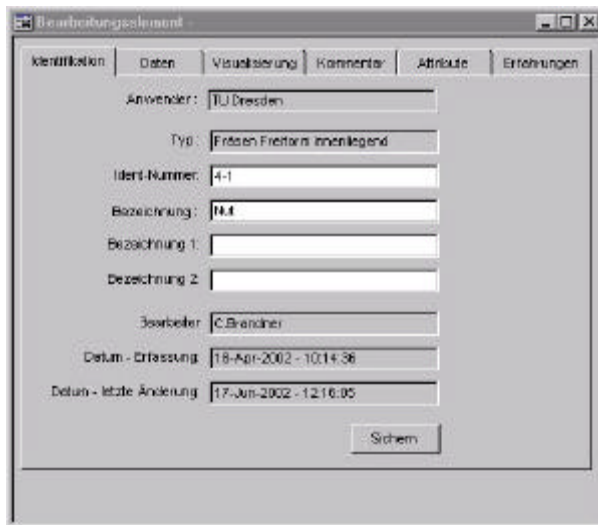 Bearbeitungselement -
Identifikation Daten Visualisierung Kommentar Attribute Erfahrungen
Anwender: TU Dresden
Typ: Fräsen Freiform innenliegend
Ident-Nummer: 4-1
Bezeichnung: Nut
Bezeichnung 1:
Bezeichnung 2:
Bearbeiter C.Brandner
Datum - Erfassung: 16-Apr-2002 - 10:14:36
Datum - letzte Änderung: 17-Jun-2002 - 12:16:05
Sichern